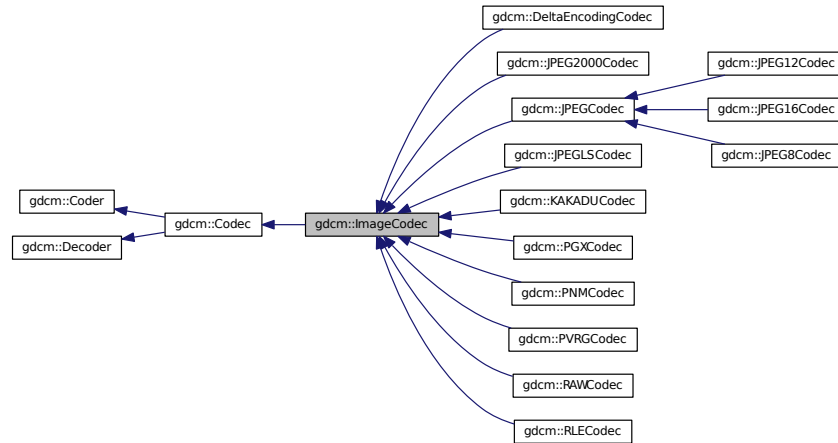 gdcm::DeltaEncodingCodec
gdcm::JPEG2000Codec
gdcm::JPEG12Codec
gdcm::JPEGCodec
gdcm::JPEG16Codec
gdcm::JPEGLSCodec
gdcm::JPEG8Codec
gdcm::Coder
gdcm::KAKADUCodec
gdcm::Codec
gdcm::ImageCodec
gdcm::Decoder
gdcm::PGXCodec
gdcm::PNMCodec
gdcm::PVRGCodec
gdcm::RAWCodec
gdcm::RLECodec